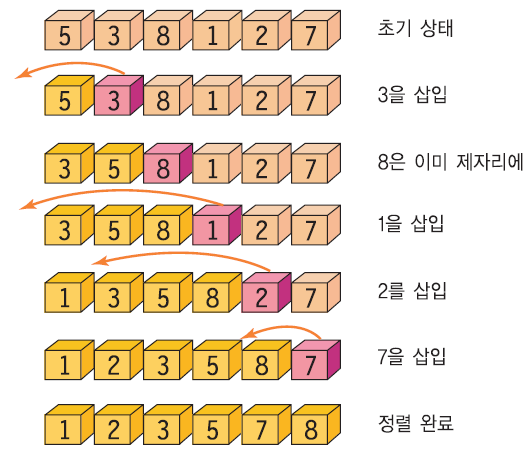 5 3 8 1 2 7 초기 상태
5 3 8 1 2 7 3을 삽입
3 5 8 1 2 7 8은 이미 제자리에
3 5 8 1 2 7 1을 삽입
1 3 5 8 2 7 2를 삽입
1 2 3 5 8 7 7을 삽입
1 2 3 5 7 8 정렬 완료